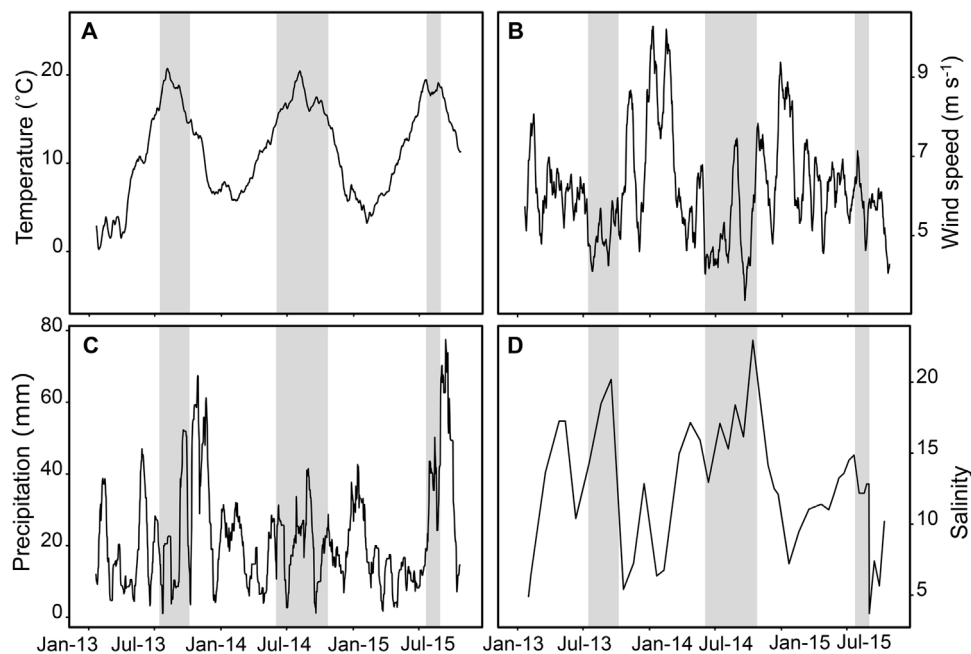 A
B
Temperature (˚C)
20
10
0
9
7
5
Wind speed (m s-1)
C
D
Precipitation (mm)
80
60
40
20
0
20
15
10
5
Salinity
Jan-13 Jul-13 Jan-14 Jul-14 Jan-15 Jul-15
Jan-13 Jul-13 Jan-14 Jul-14 Jan-15 Jul-15